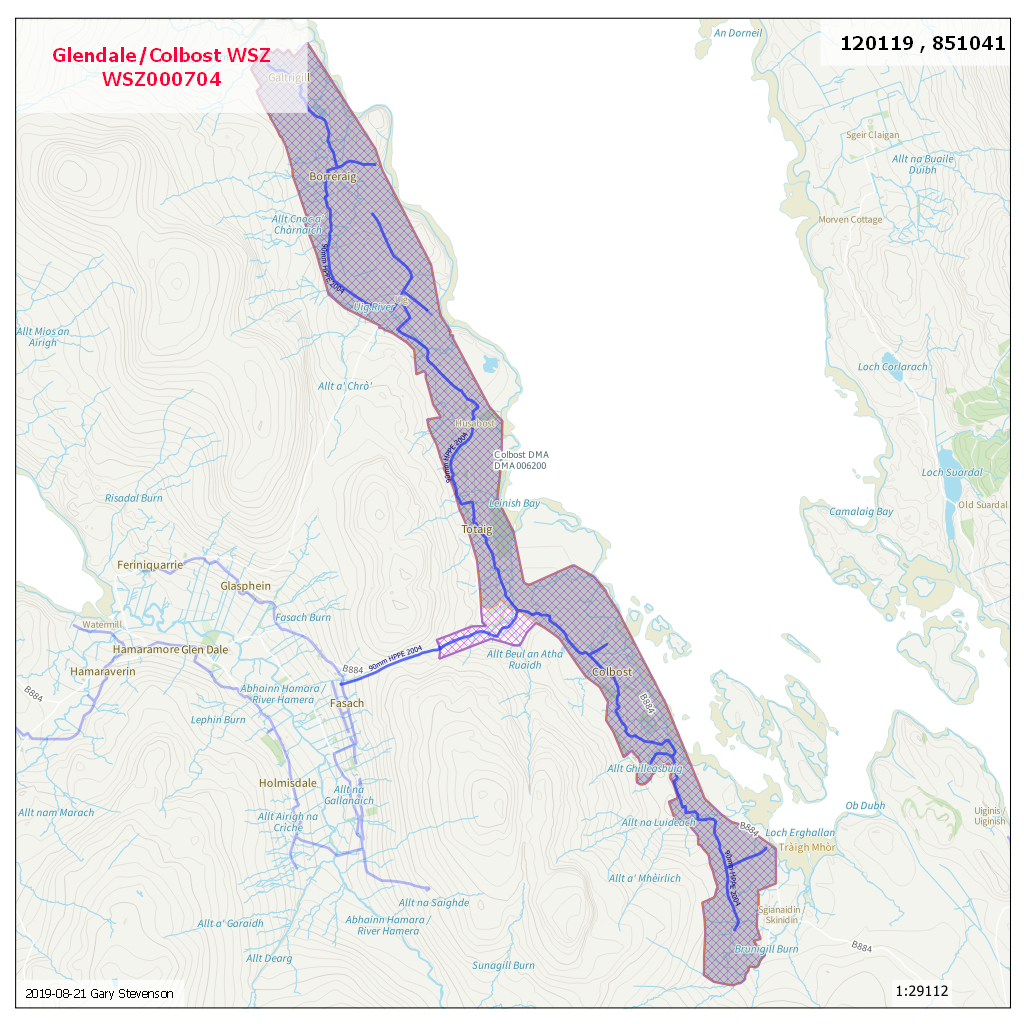 Glendale/Colbost WSZ
WSZ000704
120119 , 851041
An Dorneil
Galtrigill
Sgeir Claigan
Allt na Buaile
Duibh
Borreraig
Morven Cottage
Allt Cnoc a'
Charnaich
90mm HPPE 2004
Uig River
Uig
Allt Mios an
Airigh
Loch Corlarach
Allt a' Chrò'
Husabost
90mm HPPE 2004
Colbost DMA
DMA006200
Loch Suardal
Risadal Burn
Leinish Bay
Camalaig Bay
Old Suardal
Totaig
Feriniquarrie
Glasphein
Fasach Burn
Watermill
Hamaramore
Glen Dale
Allt Beul an Atha
Ruaidh
90mm HPPE 2004
B884
Hamaraverin
Colbost
B884
Abhainn Hamara /
River Hamera
Fasach
B884
Lephin Burn
Allt Ghilleasbuig
Holmisdale
Allt na
Gallanaich
Ob Dubh
Allt nam Marach
Allt Airigh na
Criche
Allt na Luideach
B884
Loch Erghallan
Tràigh Mhòr
Uiginis /
Uiginish
90mm HPPE 2004
Allt a' Mhèirlich
Allt na Saighde
Sgianaidin
Skinidin
Allt a' Garaidh
Abhainn Hamara /
River Hamera
Brunigill Burn
B884
Allt Dearg
Sunagill Burn
2019-08-21 Gary Stevenson
1:29112